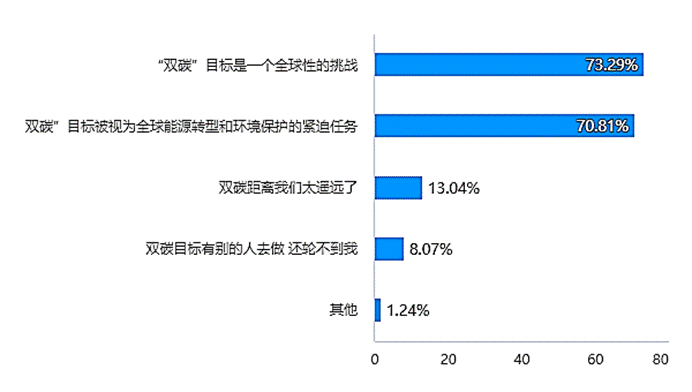 “双碳”目标是一个全球性的挑战 73.29%
双碳”目标被视为全球能源转型和环境保护的紧迫任务 70.81%
双碳距离我们太遥远了 13.04%
双碳目标有别的人去做 还轮不到我 8.07%
其他 1.24%
0 20 40 60 80